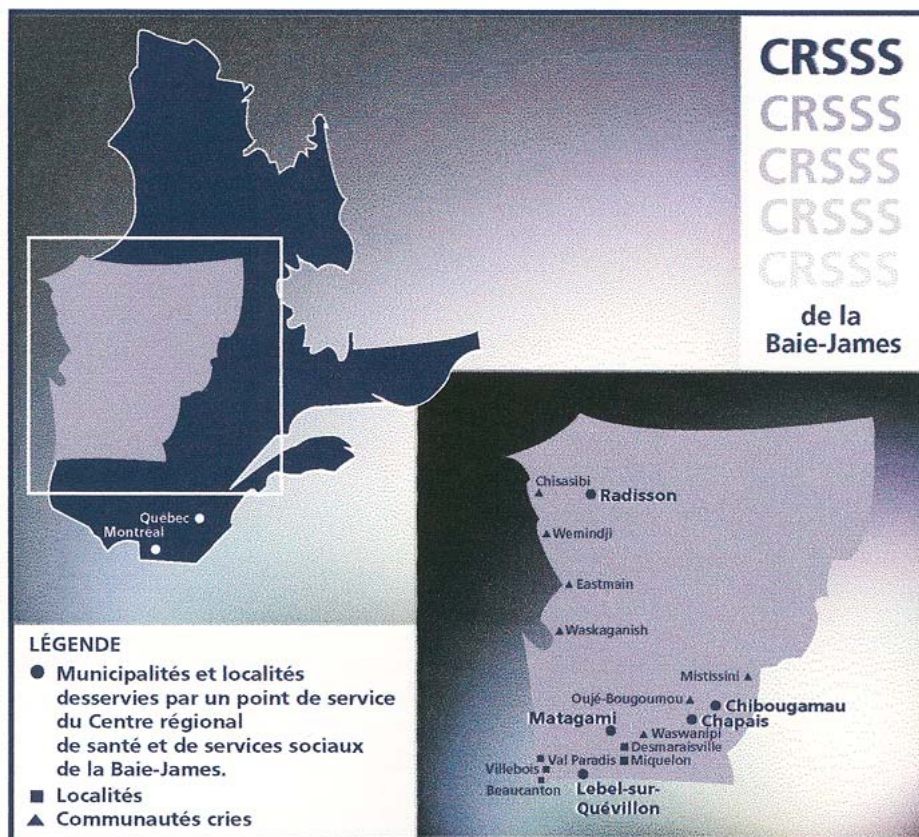 CRSSS
CRSSS
CRSSS
CRSSS
CRSSS
de la
Baie-James
Québec
Montréal
Chisasibi
Radisson
Wemindji
Eastmain
Waskaganish
Mistissini
Oujé-Bougoumou
Chibougamau
Chapais
Matagami
Waswanipi
Desmaraisville
Val Paradis
Miquelon
Villebois
Beaucanton
Lebel-sur-
Quévillon
LÉGENDE
Municipalités et localités
desservies par un point de service
du Centre régional
de santé et de services sociaux
de la Baie-James.
Localités
Communautés cries